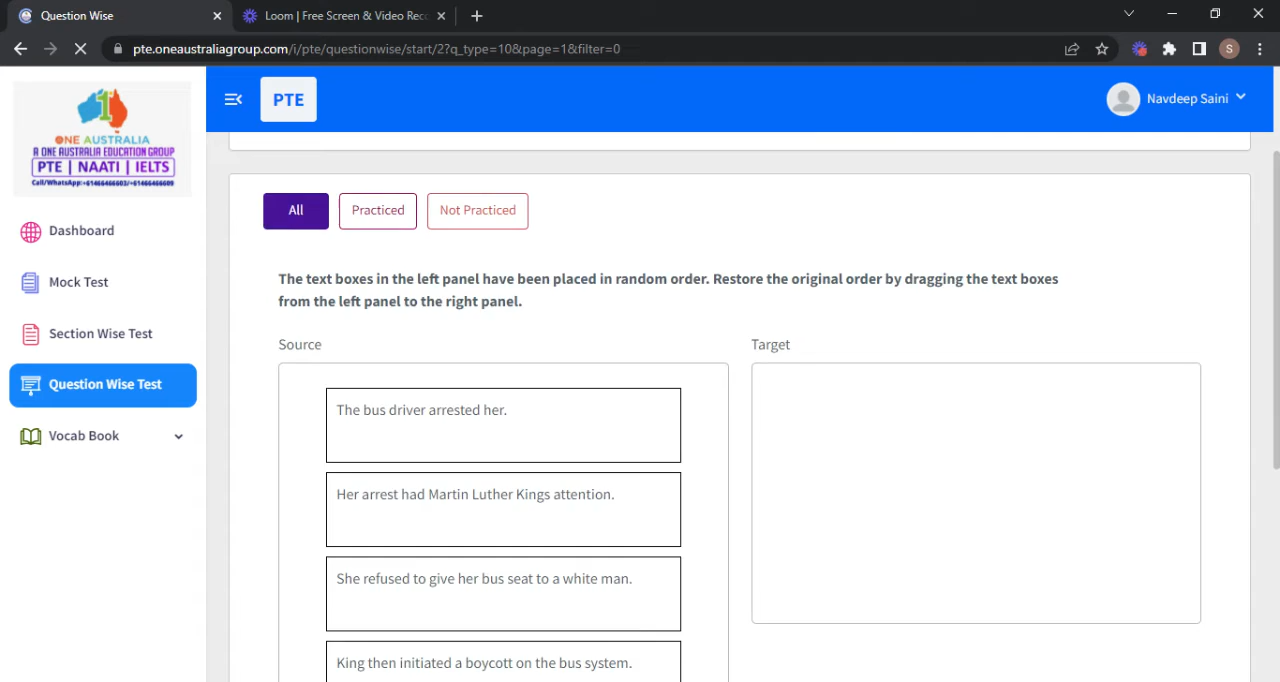 Question Wise
Loom | Free Screen & Video Rec
pte.oneaustraliagroup.com/i/pte/questionwise/start/2?q_type=10&page=1&filter=0
S
1
ONE AUSTRALIA
A ONE AUSTRALIA EDUCATION GROUP
PTE | NAATI | IELTS
PTE
Navdeep Saini
Dashboard
Mock Test
Section Wise Test
Question Wise Test
Vocab Book
All
Practiced
Not Practiced
The text boxes in the left panel have been placed in random order. Restore the original order by dragging the text boxes
from the left panel to the right panel.
Source
Target
The bus driver arrested her.
Her arrest had Martin Luther Kings attention.
She refused to give her bus seat to a white man.
King then initiated a boycott on the bus system.